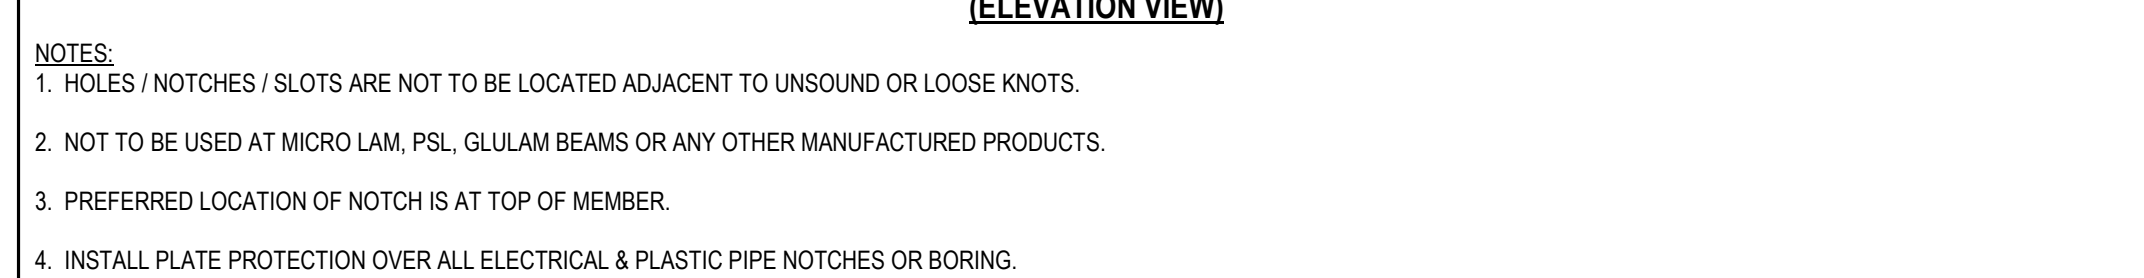 (ELEVATION VIEW)
NOTES:
1. HOLES / NOTCHES / SLOTS ARE NOT TO BE LOCATED ADJACENT TO UNSOUND OR LOOSE KNOTS.
2. NOT TO BE USED AT MICRO LAM, PSL, GLULAM BEAMS OR ANY OTHER MANUFACTURED PRODUCTS.
3. PREFERRED LOCATION OF NOTCH IS AT TOP OF MEMBER.
4. INSTALL PLATE PROTECTION OVER ALL ELECTRICAL & PLASTIC PIPE NOTCHES OR BORING.